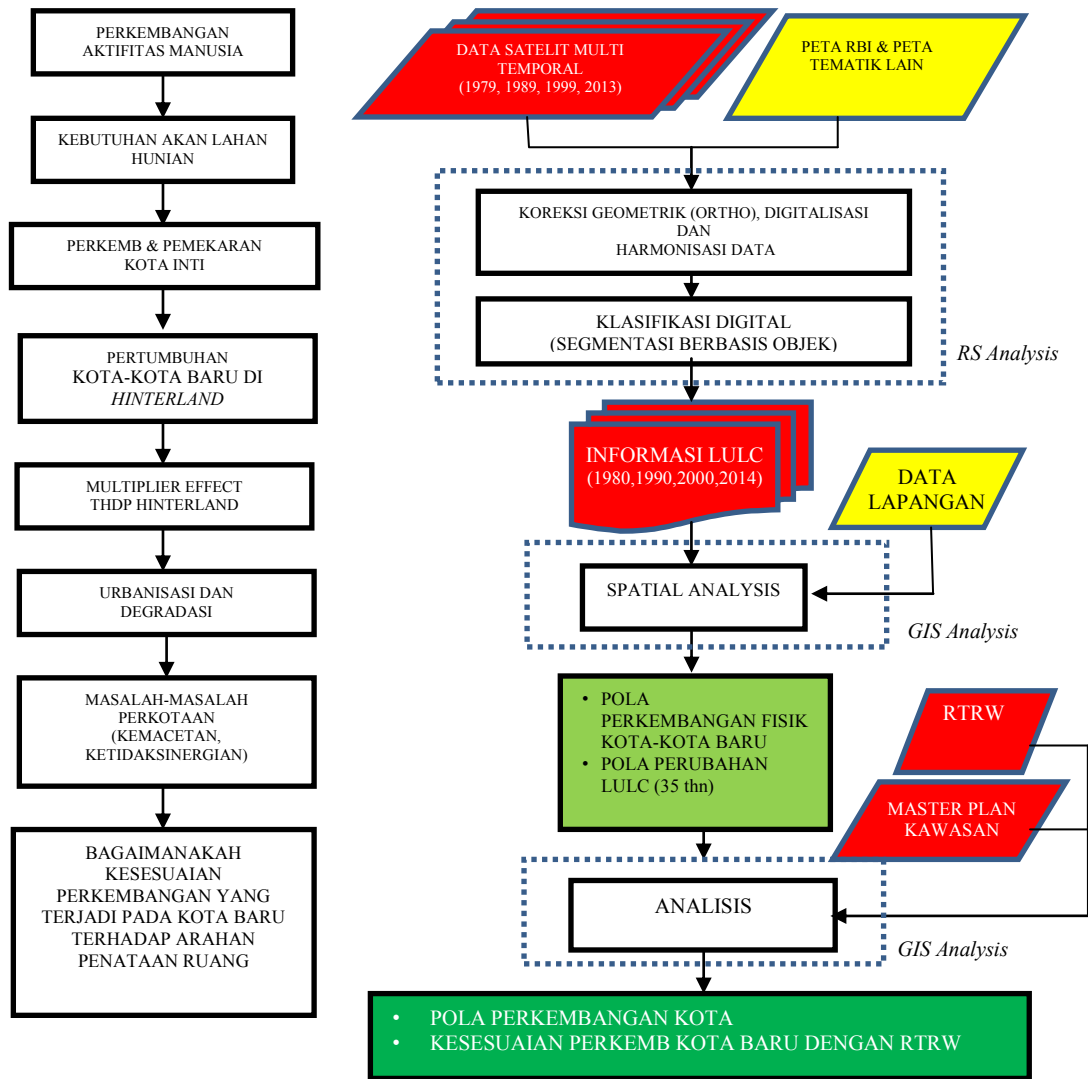 PERKEMBANGAN
AKTIFITAS MANUSIA
KEBUTUHAN AKAN LAHAN
HUNIAN
PERKEMB & PEMEKARAN
KOTA INTI
PERTUMBUHAN
KOTA-KOTA BARU DI
HINTERLAND
MULTIPLIER EFFECT
THDP HINTERLAND
URBANISASI DAN
DEGRADASI
MASALAH-MASALAH
PERKOTAAN
(KEMACETAN,
KETIDAKSINERGIAN)
BAGAIMANAKAH
KESESUAIAN
PERKEMBANGAN YANG
TERJADI PADA KOTA BARU
TERHADAP ARAHAN
PENATAAN RUANG
DATA SATELIT MULTI
TEMPORAL
(1979, 1989, 1999, 2013)
PETA RBI & PETA
TEMATIK LAIN
KOREKSI GEOMETRIK (ORTHO), DIGITALISASI
DAN
HARMONISASI DATA
KLASIFIKASI DIGITAL
(SEGMENTASI BERBASIS OBJEK)
RS Analysis
INFORMASI LULC
(1980,1990,2000,2014)
DATA
LAPANGAN
SPATIAL ANALYSIS
GIS Analysis
• POLA
PERKEMBANGAN FISIK
KOTA-KOTA BARU
• POLA PERUBAHAN
LULC (35 thn)
RTRW
MASTER PLAN
KAWASAN
ANALISIS
GIS Analysis
• POLA PERKEMBANGAN KOTA
• KESESUAIAN PERKEMB KOTA BARU DENGAN RTRW